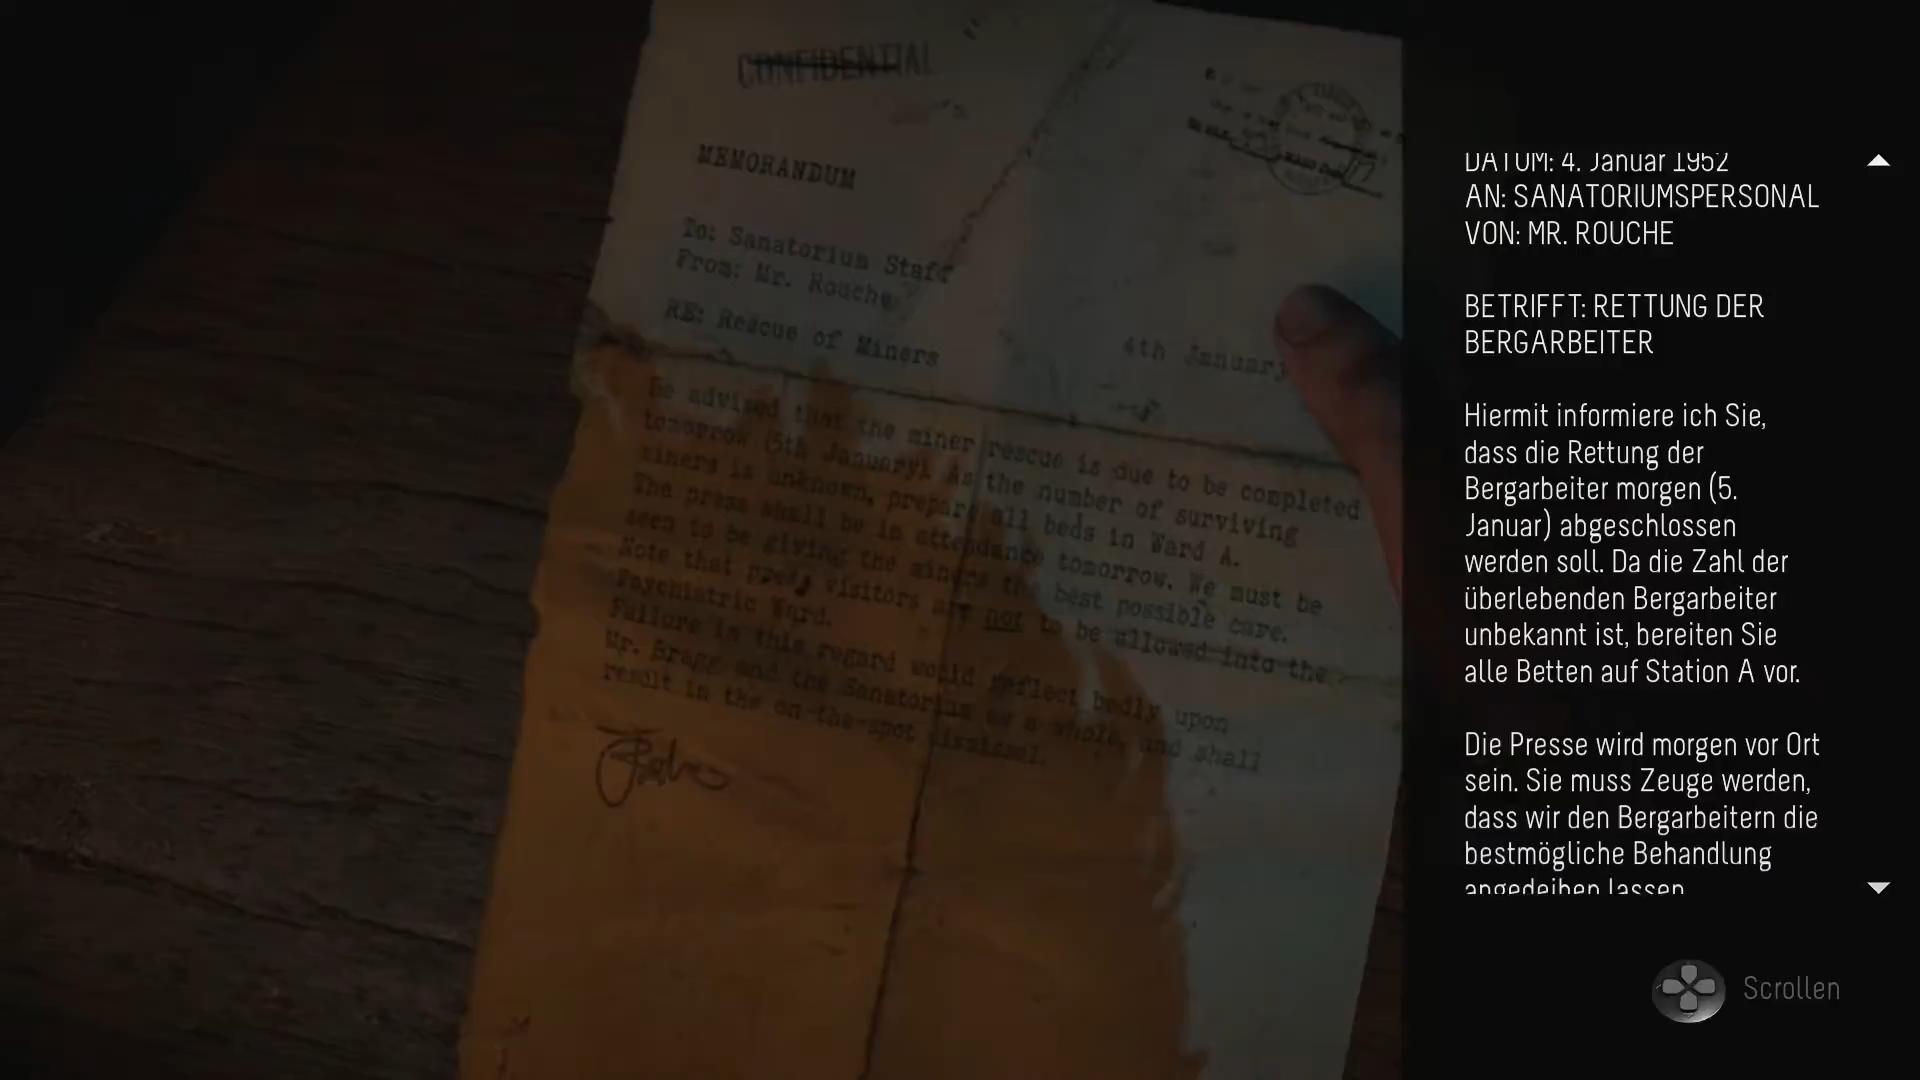 CONFIDENTIAL
MEMORANDUM
To: Sanatorium Staff
From: Mr. Rouche
RE: Rescue of Miners
4th January
Be advised that the miner rescue is due to be completed
tomorrow (5th January). As the number of surviving
miners is unknown, prepare all beds in Ward A.
The press shall be in attendance tomorrow. We must be
seen to be giving the miners the best possible care.
Note that press visitors are not to be allowed into the
Psychiatric Ward.
Failure in this regard would reflect badly upon
Mr. Bragg and the Sanatorium as a whole, and shall
result in the on-the-spot dismissal.
DATUM: 4. Januar 1952
AN: SANATORIUMSPERSONAL
VON: MR. ROUCHE
BETRIFFT: RETTUNG DER
BERGARBEITER
Hiermit informiere ich Sie,
dass die Rettung der
Bergarbeiter morgen (5.
Januar) abgeschlossen
werden soll. Da die Zahl der
überlebenden Bergarbeiter
unbekannt ist, bereiten Sie
alle Betten auf Station A vor.
Die Presse wird morgen vor Ort
sein. Sie muss Zeuge werden,
dass wir den Bergarbeitern die
bestmögliche Behandlung
angedeihen lassen
Scrollen